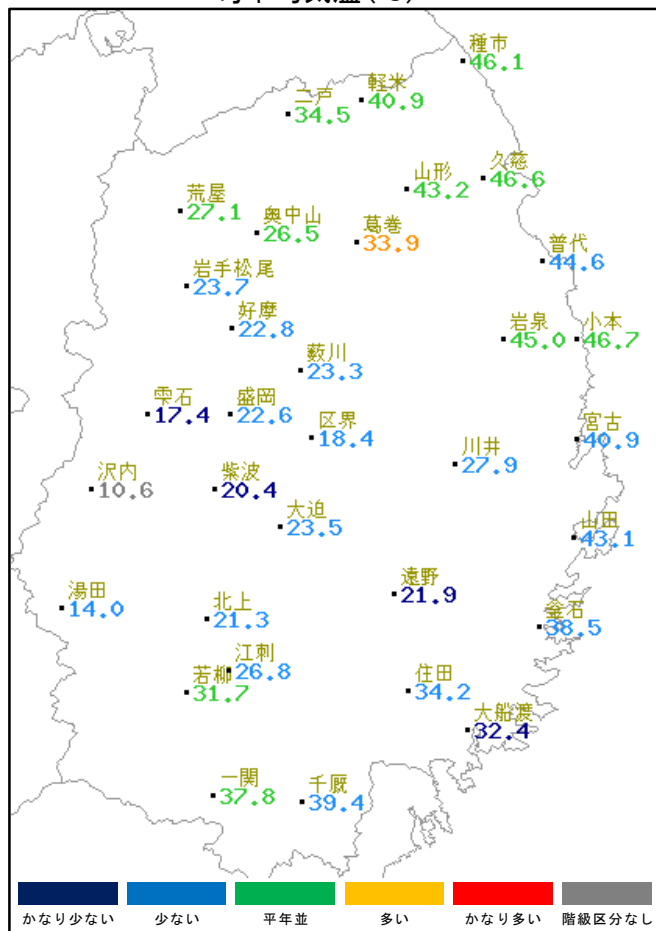 種市
46.1
軽米
40.9
二戸
34.5
久慈
46.6
山形
43.2
荒屋
27.1
奥中山
26.5
葛巻
33.9
普代
44.6
岩手松尾
23.7
好摩
22.8
岩泉
45.0
小本
46.7
薮川
23.3
雫石
17.4
盛岡
22.6
区界
18.4
宮古
40.9
川井
27.9
沢内
10.6
紫波
20.4
大迫
23.5
山田
43.1
遠野
21.9
湯田
14.0
北上
21.3
釜石
38.5
江刺
26.8
若柳
31.7
住田
34.2
大船渡
32.4
一関
37.8
千厩
39.4
かなり少ない 少ない 平年並 多い かなり多い 階級区分なし